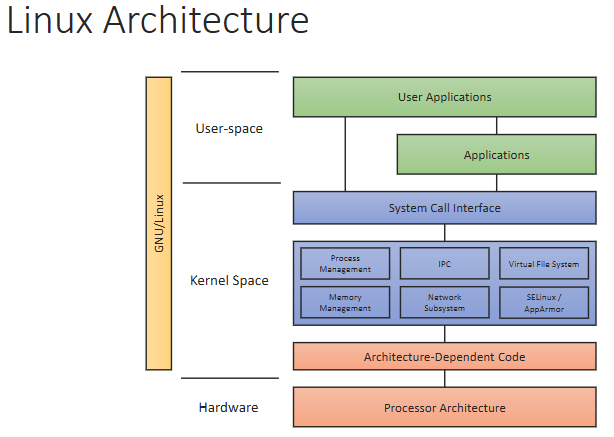 Linux Architecture
GNU/Linux
User-space
User Applications
Applications
Kernel Space
System Call Interface
Process
Management
IPC
Virtual File System
Memory
Management
Network
Subsystem
SELinux /
AppArmor
Architecture-Dependent Code
Hardware
Processor Architecture